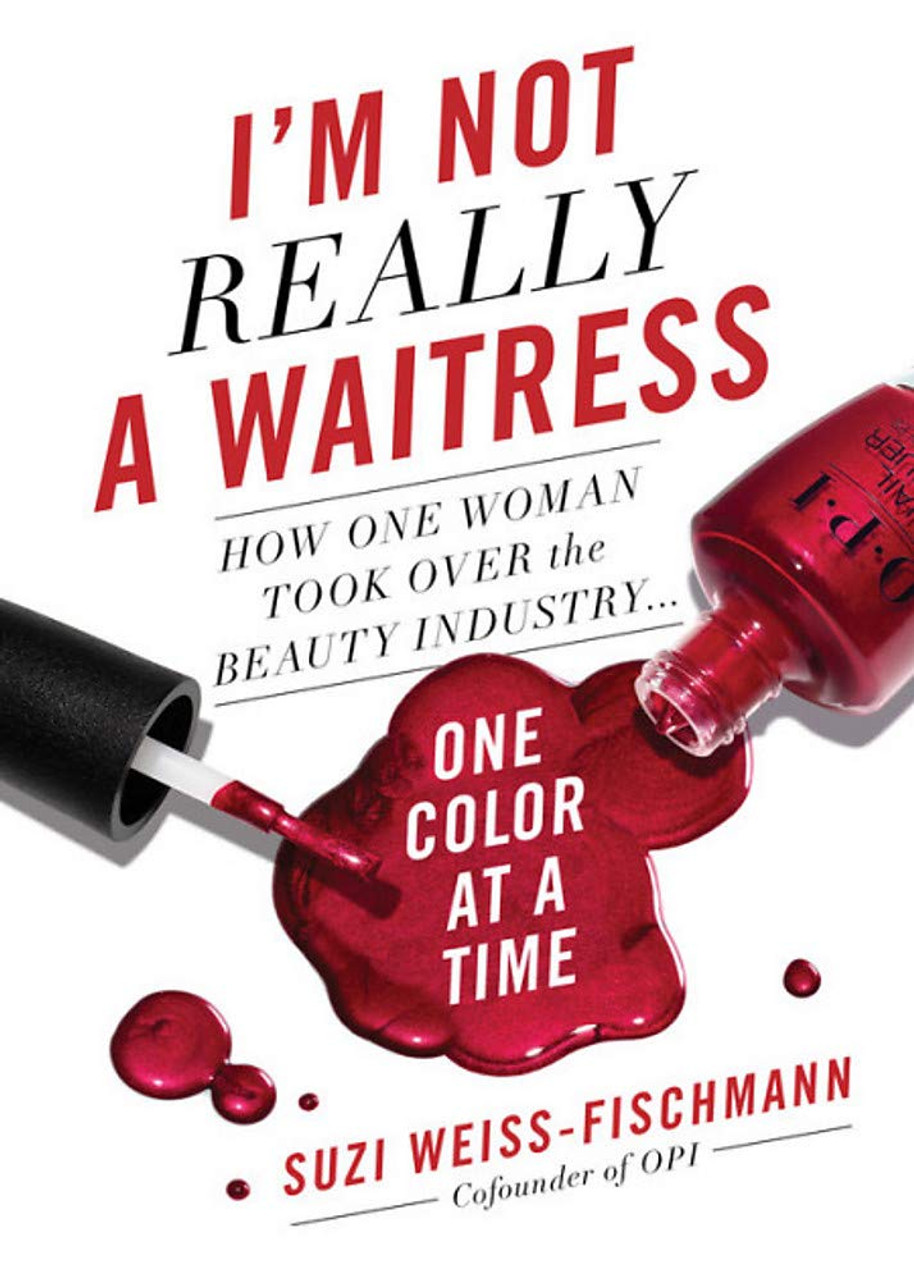 I'M NOT
REALLY
A WAITRESS
HOW ONE WOMAN
TOOK OVER the
BEAUTY INDUSTRY...
ONE
COLOR
AT A
TIME
O·P·I
SUZI WEISS-FISCHMANN
Cofounder of OPI